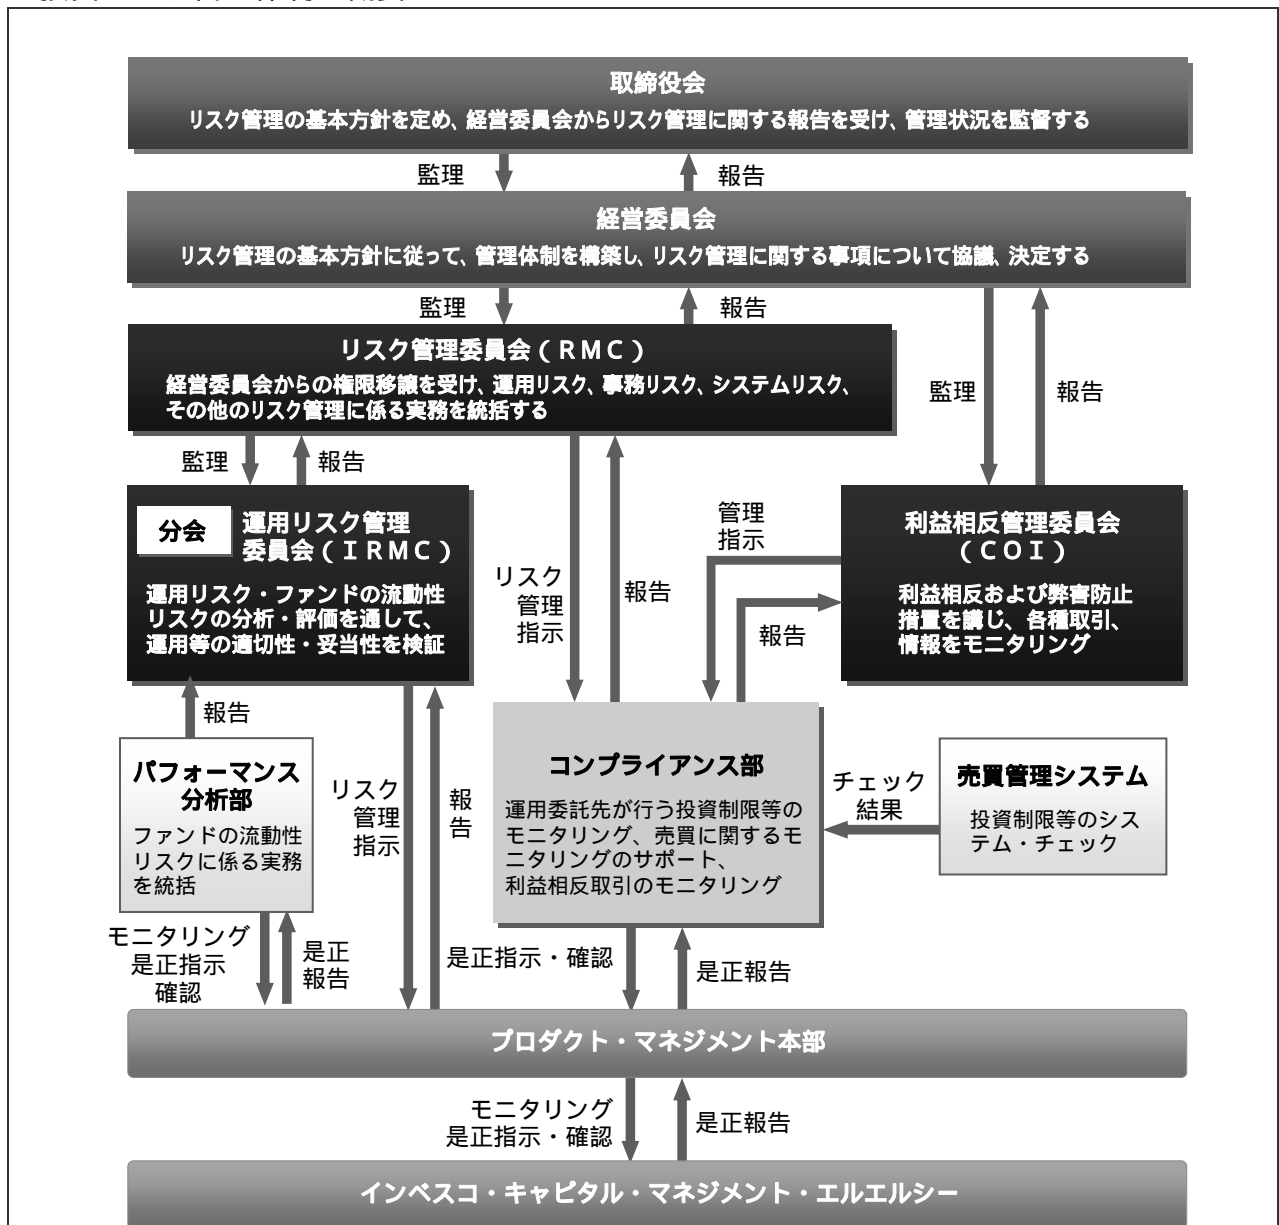 取締役会
リスク管理の基本方針を定め、経営委員会からリスク管理に関する報告を受け、管理状況を監督する
監理
報告
経営委員会
リスク管理の基本方針に従って、管理体制を構築し、リスク管理に関する事項について協議、決定する
監理
報告
リスク管理委員会（ＲＭＣ）
経営委員会からの権限移譲を受け、運用リスク、事務リスク、システムリスク、
その他のリスク管理に係る実務を統括する
監理
報告
監理
報告
分会
運用リスク管理
委員会（ＩＲＭＣ）
運用リスク・ファンドの流動性
リスクの分析・評価を通して、
運用等の適切性・妥当性を検証
リスク
管理
指示
報告
管理
指示
報告
利益相反管理委員会
（ＣＯＩ）
利益相反および弊害防止
措置を講じ、各種取引、
情報をモニタリング
報告
パフォーマンス
分析部
ファンドの流動性
リスクに係る実務
を統括
リスク
管理
指示
報
告
コンプライアンス部
運用委託先が行う投資制限等の
モニタリング、売買に関するモ
ニタリングのサポート、
利益相反取引のモニタリング
チェック
結果
売買管理システム
投資制限等のシス
テム・チェック
モニタリング
是正指示
確認
是正
報告
是正指示・確認
是正報告
プロダクト・マネジメント本部
モニタリング
是正指示・確認
是正報告
インベスコ・キャピタル・マネジメント・エルエルシー